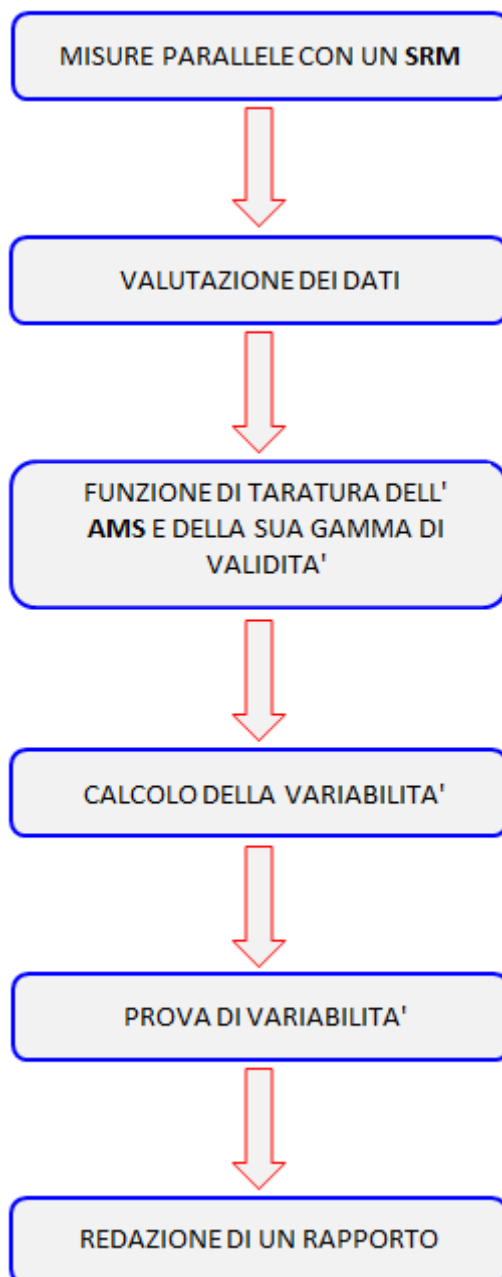 MISURE PARALLELE CON UN SRM
VALUTAZIONE DEI DATI
FUNZIONE DI TARATURA DELL'
AMS E DELLA SUA GAMMA DI
VALIDITA'
CALCOLO DELLA VARIABILITA'
PROVA DI VARIABILITA'
REDAZIONE DI UN RAPPORTO